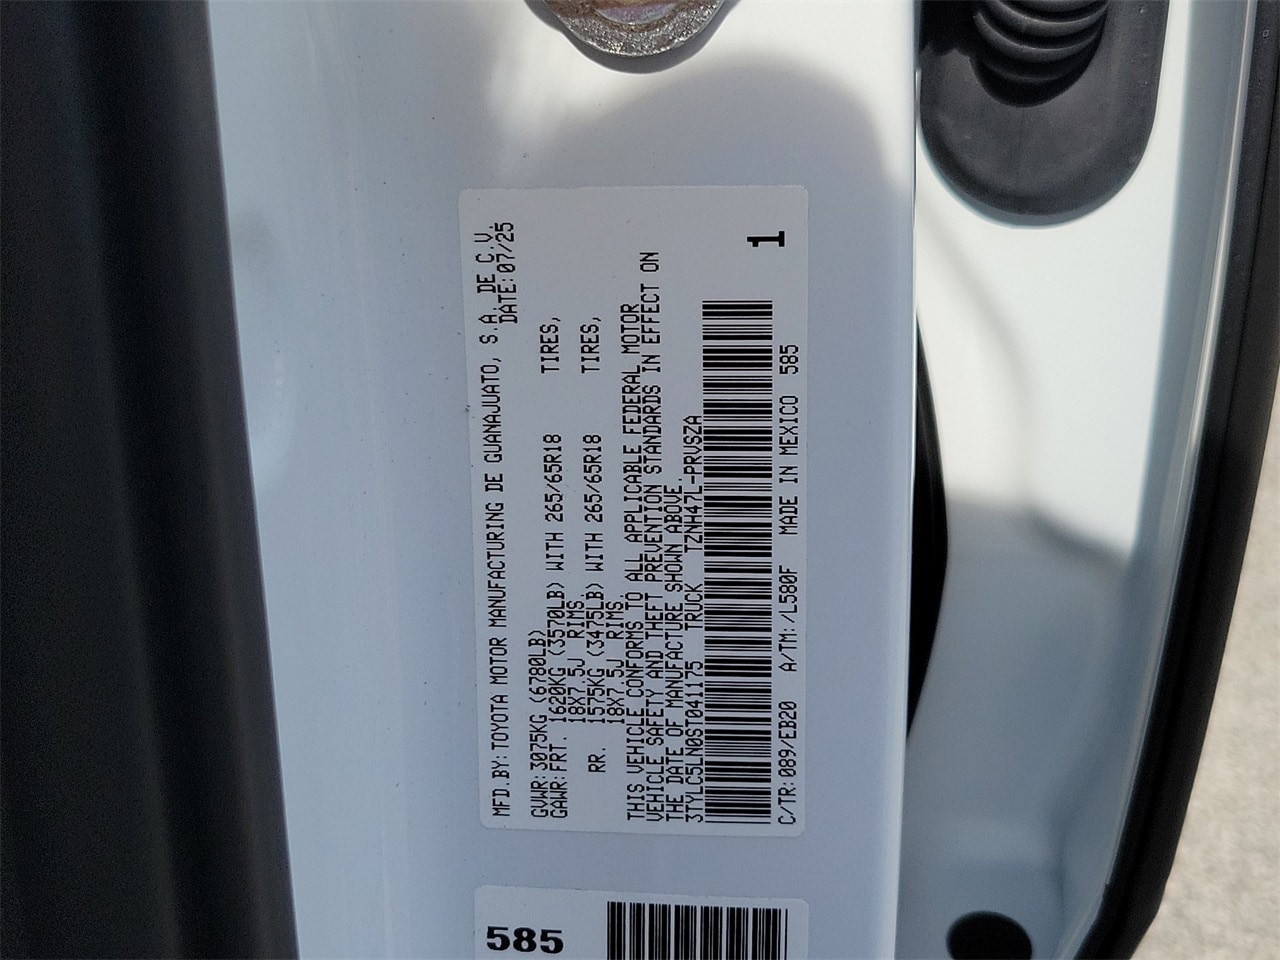 MFD.BY:TOYOTA MOTOR MANUFACTURING DE GUANAJUATO, S.A. DE C.V.
DATE:07/25
GVWR:3075KG (6780LB)
GAWR:FRT. 1620KG (3570LB) WITH 265/65R18 TIRES,
18X7.5J RIMS.
RR. 1575KG (3475LB) WITH 265/65R18 TIRES,
18X7.5J RIMS.
THIS VEHICLE CONFORMS TO ALL APPLICABLE FEDERAL MOTOR
VEHICLE SAFETY AND THEFT PREVENTION STANDARDS IN EFFECT ON
THE DATE OF MANUFACTURE SHOWN ABOVE.
3TYLC5LN0ST041175 TRUCK TZNH47L-PRVSZA
1
C/TR:089/EB20 A/TM:/L580F MADE IN MEXICO 585
585